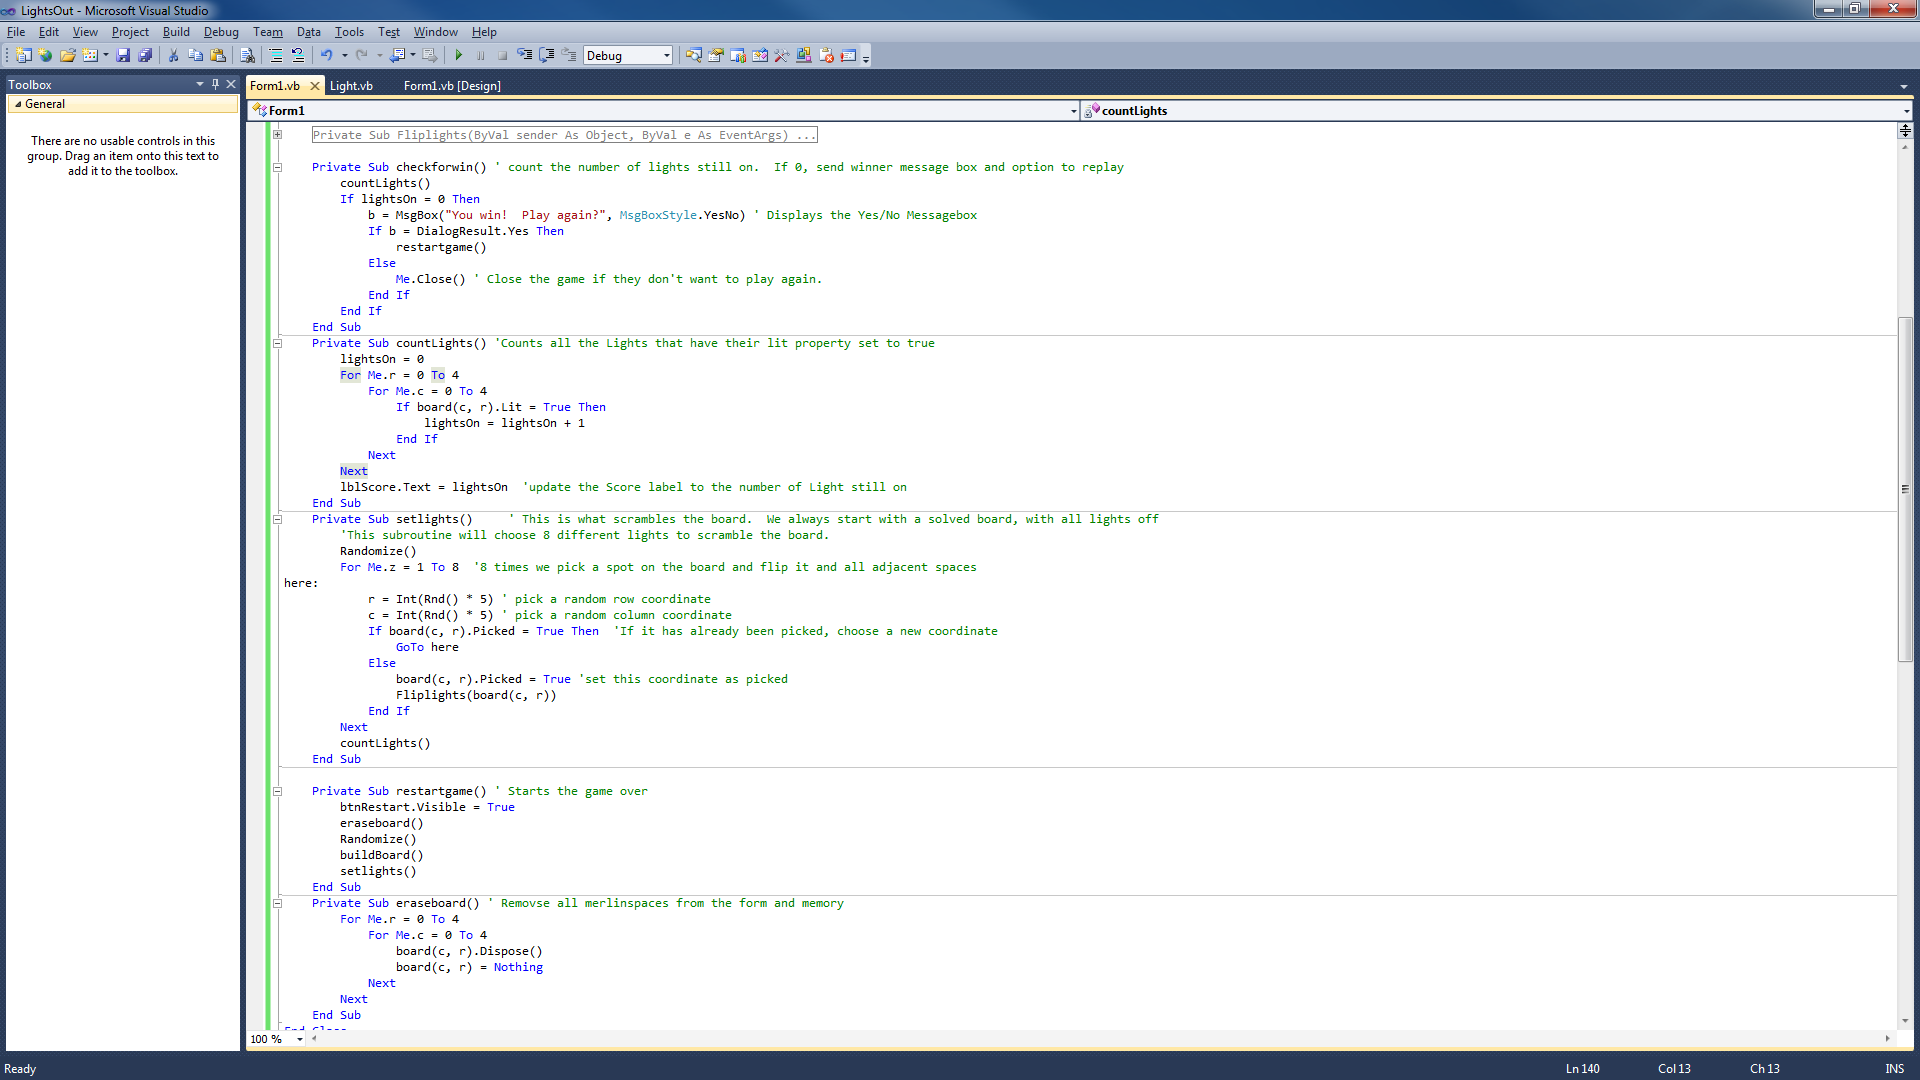 LightsOut - Microsoft Visual Studio
File Edit View Project Build Debug Team Data Tools Test Window Help
Debug
Toolbox
General
There are no usable controls in this
group. Drag an item onto this text to
add it to the toolbox.
Form1.vb Light.vb Form1.vb [Design]
Form1 countLights
Private Sub Fliplights(ByVal sender As Object, ByVal e As EventArgs) ...
Private Sub checkforwin() ' count the number of lights still on.  If 0, send winner message box and option to replay
countLights()
If lightsOn = 0 Then
b = MsgBox("You win!  Play again?", MsgBoxStyle.YesNo) ' Displays the Yes/No Messagebox
If b = DialogResult.Yes Then
restartgame()
Else
Me.Close() ' Close the game if they don't want to play again.
End If
End If
End Sub
Private Sub countLights() 'Counts all the Lights that have their lit property set to true
lightsOn = 0
For Me.r = 0 To 4
For Me.c = 0 To 4
If board(c, r).Lit = True Then
lightsOn = lightsOn + 1
End If
Next
Next
lblScore.Text = lightsOn  'update the Score label to the number of Light still on
End Sub
Private Sub setlights()     ' This is what scrambles the board.  We always start with a solved board, with all lights off
'This subroutine will choose 8 different lights to scramble the board.
Randomize()
For Me.z = 1 To 8  '8 times we pick a spot on the board and flip it and all adjacent spaces
here:
r = Int(Rnd() * 5) ' pick a random row coordinate
c = Int(Rnd() * 5) ' pick a random column coordinate
If board(c, r).Picked = True Then  'If it has already been picked, choose a new coordinate
GoTo here
Else
board(c, r).Picked = True 'set this coordinate as picked
Fliplights(board(c, r))
End If
Next
countLights()
End Sub
Private Sub restartgame() ' Starts the game over
btnRestart.Visible = True
eraseboard()
Randomize()
buildBoard()
setlights()
End Sub
Private Sub eraseboard() ' Removse all merlinspaces from the form and memory
For Me.r = 0 To 4
For Me.c = 0 To 4
board(c, r).Dispose()
board(c, r) = Nothing
Next
Next
End Sub
End Class
100 %
Ready Ln 140 Col 13 Ch 13 INS